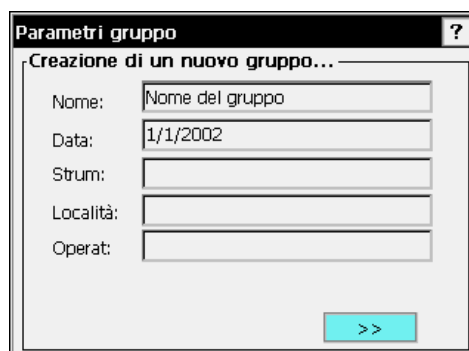 Parametri gruppo ?
Creazione di un nuovo gruppo...
Nome: Nome del gruppo
Data: 1/1/2002
Strum:
Località:
Operat:
>>